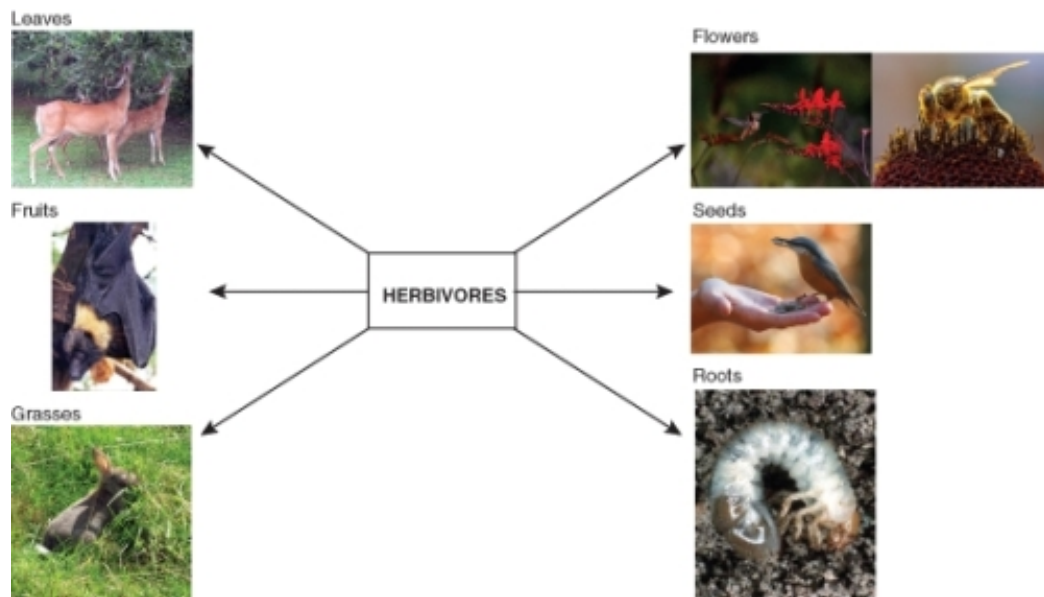 Leaves
Flowers
Fruits
Seeds
HERBIVORES
Roots
Grasses